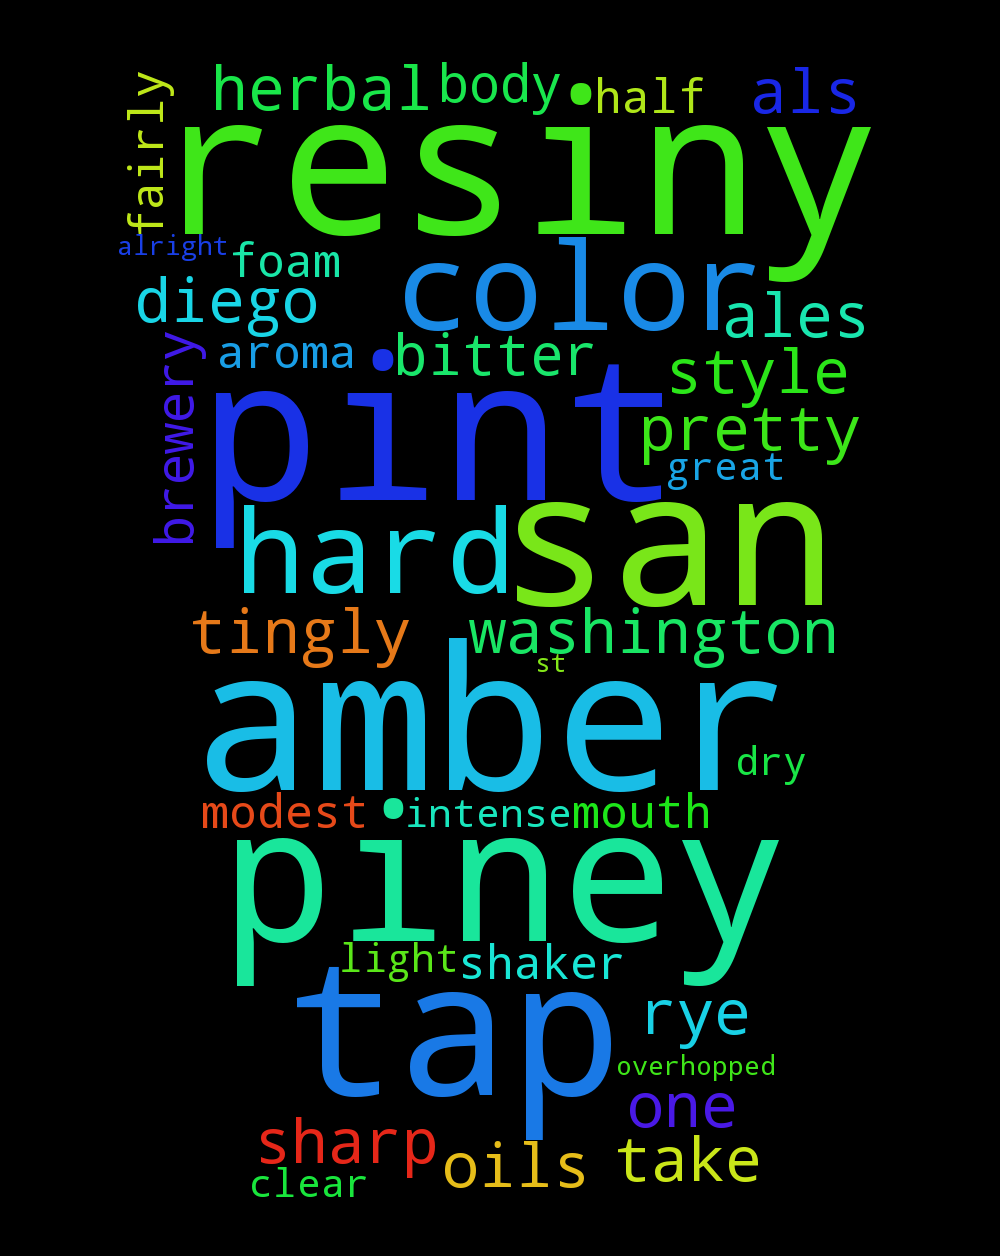 herbal body half als
fairly
resiny
alright foam color
diego ales
aroma bitter style
brewery
pint pretty
great
hard san
tingly washington
st
amber
dry
modest intense mouth
piney
light shaker
tap rye
overhopped
one
sharp oils take
clear